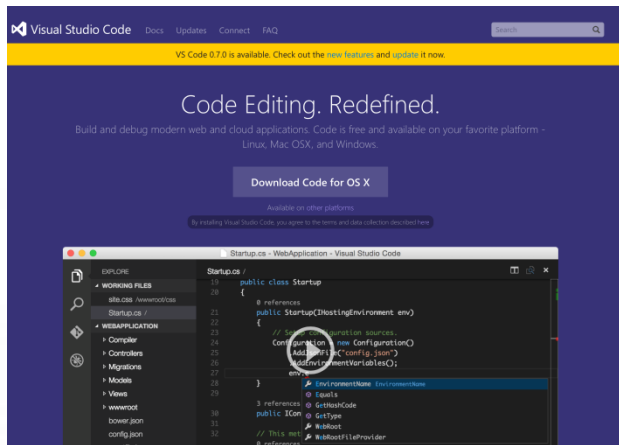 Visual Studio Code Docs Updates Connect FAQ Search
VS Code 0.7.0 is available. Check out the new features and update it now.
Code Editing. Redefined.
Build and debug modern web and cloud applications. Code is free and available on your favorite platform -
Linux, Mac OSX, and Windows.
Download Code for OS X
Available on other platforms
By installing Visual Studio Code, you agree to the terms and data collection described here
Startup.cs - WebApplication - Visual Studio Code
EXPLORE
WORKING FILES
site.css /wwwroot/css
Startup.cs /
WEBAPPLICATION
Compiler
Controllers
Migrations
Models
Views
wwwroot
bower.json
config.json
Startup.cs /
19 public class Startup
20 {
0 references
21 public Startup(IHostingEnvironment env)
22 {
23 // configuration sources.
24 Configuration = new Configuration()
25 ("config.json")
26 ();
27 env.
28 }
EnvironmentName EnvironmentName
Equals
GetHashCode
GetType
WebRoot
WebRootFileProvider
29
3 references
30 public ICon
31
32 // This met
0 references